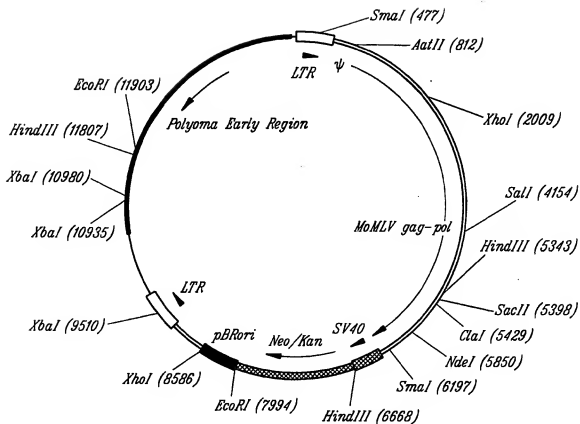 SmaI (477)
AatII (812)
LTR
ψ
EcoRI (11903)
XhoI (2009)
Polyoma Early Region
HindIII (11807)
XbaI (10980)
SalI (4154)
MoMLV gag-pol
XbaI (10935)
HindIII (5343)
LTR
SacII (5398)
XbaI (9510)
pBRori
Neo/Kan
SV40
ClaI (5429)
NdeI (5850)
XhoI (8586)
SmaI (6197)
EcoRI (7994)
HindIII (6668)